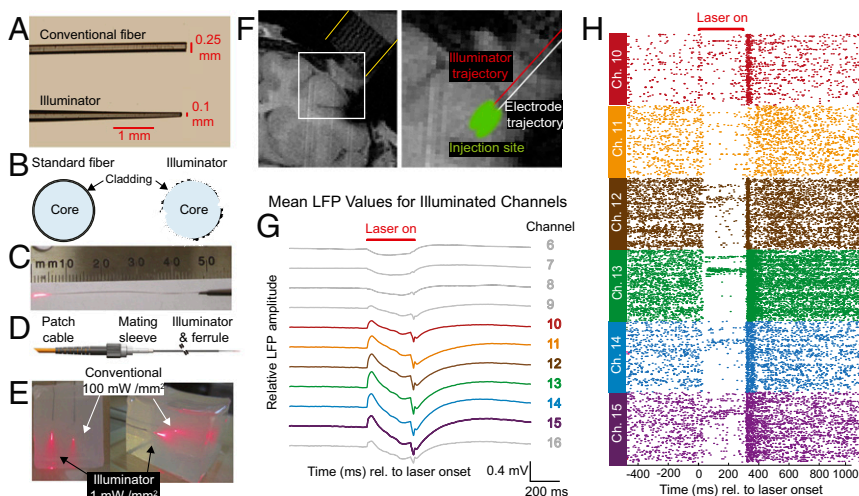 A
Conventional fiber
0.25
mm
Illuminator
0.1
mm
1 mm
B
Standard fiber
Illuminator
Cladding
Core
Core
C
mm10 20 30 40 50
D
Patch
cable
Mating
sleeve
Illuminator
& ferrule
E
Conventional
100 mW /mm²
Illuminator
1 mW /mm²
F
Illuminator
trajectory
Electrode
trajectory
Injection site
Mean LFP Values for Illuminated Channels
G
Laser on
Channel
6
7
8
9
10
11
12
13
14
15
16
Relative LFP amplitude
Time (ms) rel. to laser onset
0.4 mV
200 ms
H
Laser on
Ch. 10
Ch. 11
Ch. 12
Ch. 13
Ch. 14
Ch. 15
-400 -200 0 200 400 600 800 1000
Time (ms) rel. to laser onset